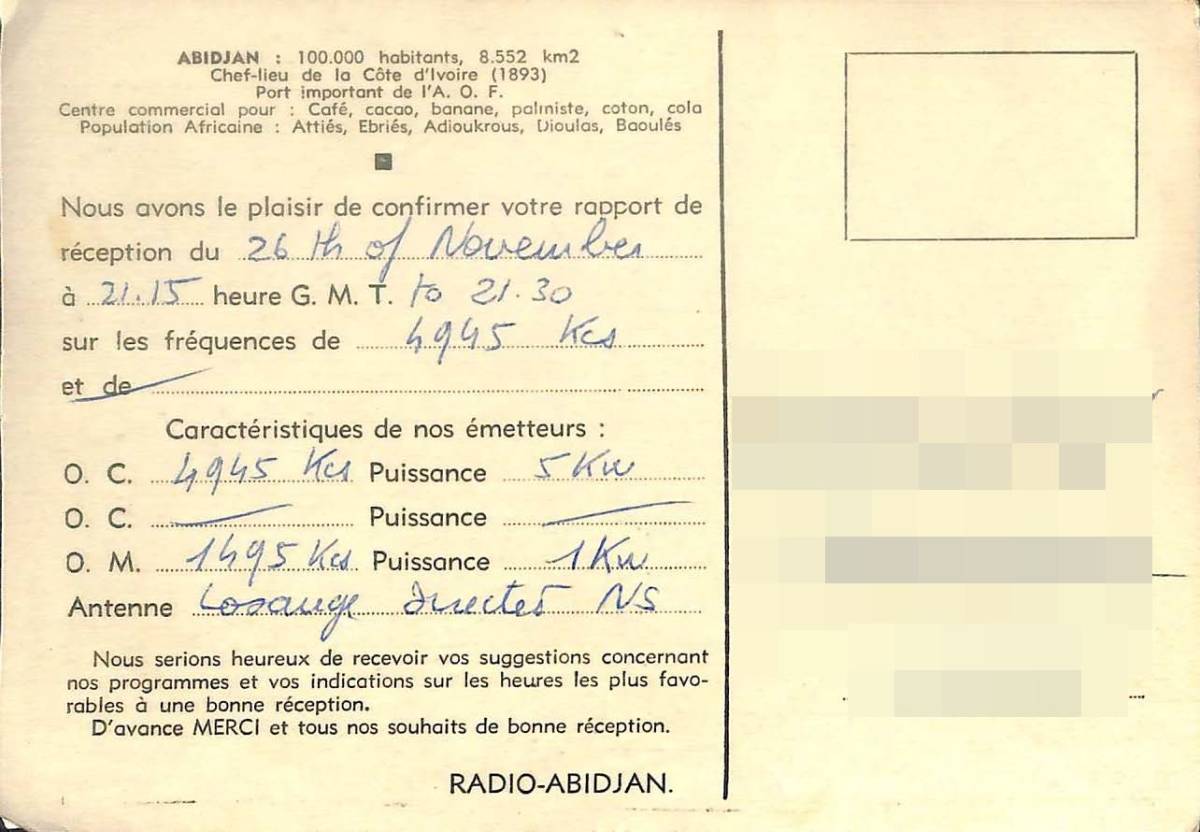 ABIDJAN : 100.000 habitants, 8.552 km2
Chef-lieu de la Côte d'Ivoire (1893)
Port important de l'A. O. F.
Centre commercial pour : Café, cacao, banane, palmiste, coton, cola
Population Africaine : Attiés, Ebriés, Adioukrous, Dioulas, Baoulés
Nous avons le plaisir de confirmer votre rapport de
réception du 26 th of November
à 21.15 heure G. M. T. to 21.30
sur les fréquences de 4945 Kcs
et de
Caractéristiques de nos émetteurs :
O. C. 4945 Kcs Puissance 5 Kw
O. C. Puissance
O. M. 1495 Kcs Puissance 1 Kw
Antenne Losange directed NS
Nous serions heureux de recevoir vos suggestions concernant
nos programmes et vos indications sur les heures les plus favo-
rables à une bonne réception.
D'avance MERCI et tous nos souhaits de bonne réception.
RADIO-ABIDJAN.